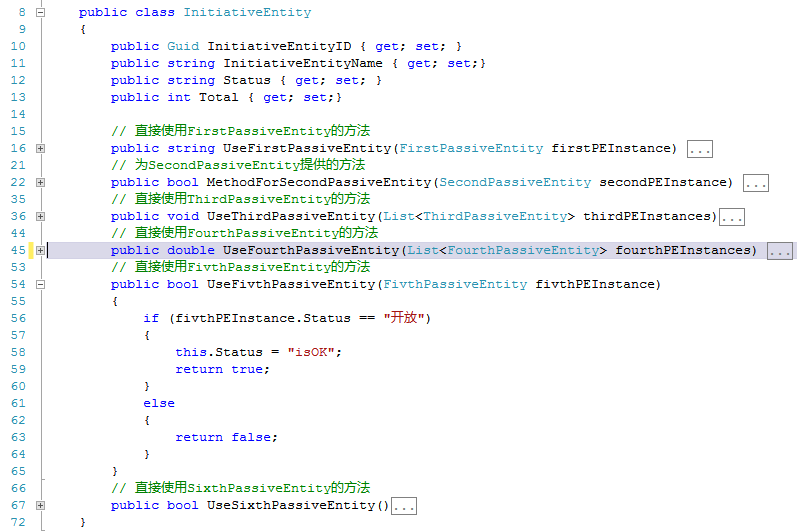 8 public class InitiativeEntity
9 {
10 public Guid InitiativeEntityID { get; set; }
11 public string InitiativeEntityName { get; set;}
12 public string Status { get; set; }
13 public int Total { get; set;}
14
15 // 直接使用FirstPassiveEntity的方法
16 public string UseFirstPassiveEntity(FirstPassiveEntity firstPEInstance) ...
21 // 为SecondPassiveEntity提供的方法
22 public bool MethodForSecondPassiveEntity(SecondPassiveEntity secondPEInstance) ...
35 // 直接使用ThirdPassiveEntity的方法
36 public void UseThirdPassiveEntity(List<ThirdPassiveEntity> thirdPEInstances)...
44 // 直接使用FourthPassiveEntity的方法
45 public double UseFourthPassiveEntity(List<FourthPassiveEntity> fourthPEInstances) ...
53 // 直接使用FivthPassiveEntity的方法
54 public bool UseFivthPassiveEntity(FivthPassiveEntity fivthPEInstance)
55 {
56 if (fivthPEInstance.Status == "开放")
57 {
58 this.Status = "isOK";
59 return true;
60 }
61 else
62 {
63 return false;
64 }
65 }
66 // 直接使用SixthPassiveEntity的方法
67 public bool UseSixthPassiveEntity()...
72 }